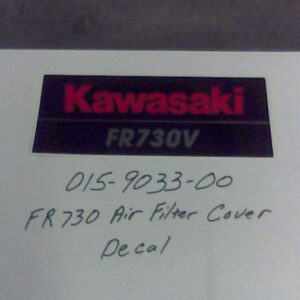 Kawasaki
FR730V
015-9033-00
FR730 Air Filter Cover
Decal